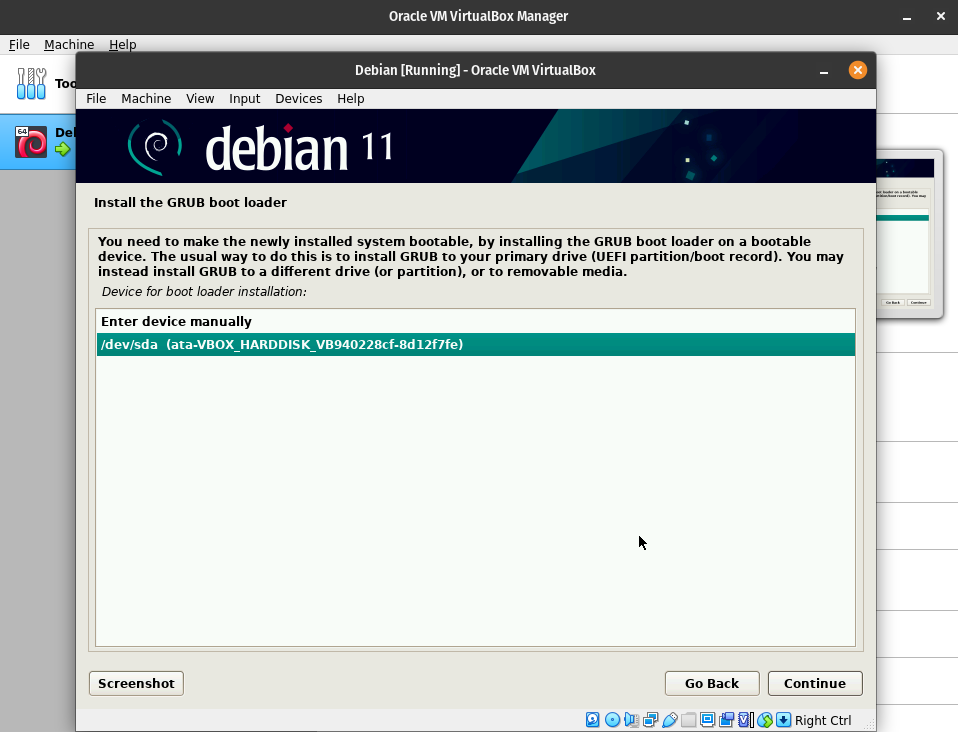 Oracle VM VirtualBox Manager
File Machine Help
Debian [Running] - Oracle VM VirtualBox
File Machine View Input Devices Help
64
debian 11
Install the GRUB boot loader
You need to make the newly installed system bootable, by installing the GRUB boot loader on a bootable
device. The usual way to do this is to install GRUB to your primary drive (UEFI partition/boot record). You may
instead install GRUB to a different drive (or partition), or to removable media.
Device for boot loader installation:
Enter device manually
/dev/sda (ata-VBOX_HARDDISK_VB940228cf-8d12f7fe)
Screenshot
Go Back
Continue
Right Ctrl